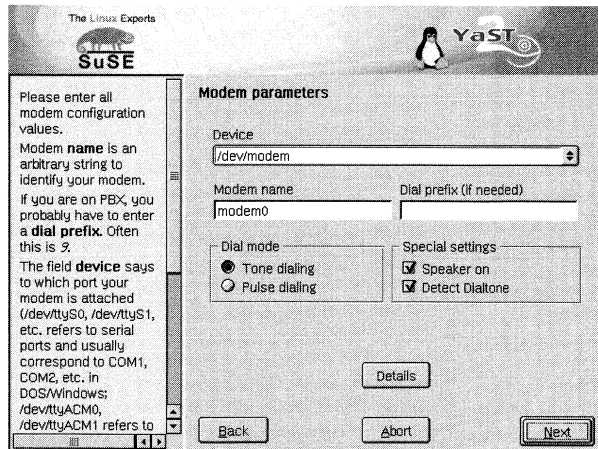 The Linux Experts
SuSE
YaST
2
Please enter all
modem configuration
values.
Modem name is an
arbitrary string to
identify your modem.
If you are on PBX, you
probably have to enter
a dial prefix. Often
this is 9.
The field device says
to which port your
modem is attached
(/dev/ttyS0, /dev/ttyS1,
etc. refers to serial
ports and usually
correspond to COM1,
COM2, etc. in
DOS/Windows;
/dev/ttyACM0,
/dev/ttyACM1 refers to
Modem parameters
Device
/dev/modem
Modem name
Dial prefix (if needed)
modem0
Dial mode
Tone dialing
Pulse dialing
Special settings
Speaker on
Detect Dialtone
Details
Back
Abort
Next